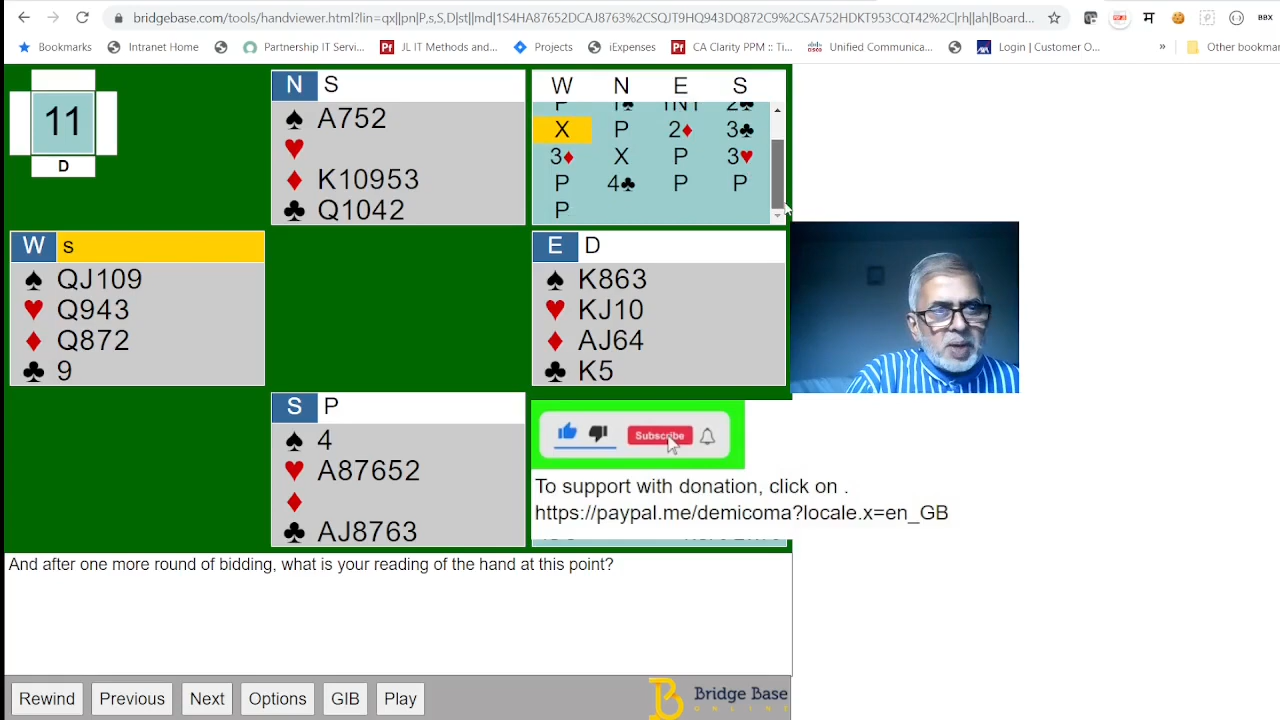 bridgebase.com/tools/handviewer.html?lin=qx||pn|P,s,S,D|st||md|1S4HA87652DCAJ8763%2CSQJT9HQ943DQ872C9%2CSA752HDKT953CQT42%2C|rh||ah|Board...
BBX
Bookmarks Intranet Home Partnership IT Servi... JL IT Methods and... Projects iExpenses CA Clarity PPM :: Ti... Unified Communica... Login | Customer O... » Other bookmar
11
D
N S
♠ A752
♥
♦ K10953
♣ Q1042
W N E S
P 1♠ 1NT 2♣
X P 2♦ 3♣
3♦ X P 3♥
P 4♣ P P
P
W s
♠ QJ109
♥ Q943
♦ Q872
♣ 9
E D
♠ K863
♥ KJ10
♦ AJ64
♣ K5
S P
♠ 4
♥ A87652
♦
♣ AJ8763
Subscribe
To support with donation, click on .
https://paypal.me/demicoma?locale.x=en_GB
And after one more round of bidding, what is your reading of the hand at this point?
Rewind Previous Next Options GIB Play
Bridge Base
ONLINE